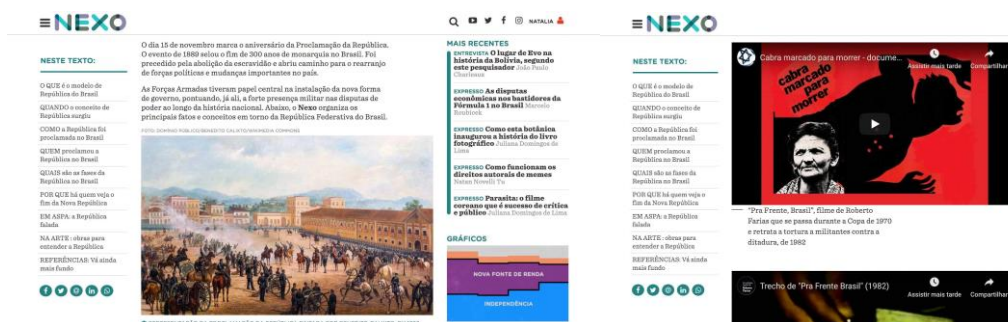 NEXO
NATALIA
NESTE TEXTO:
O QUE é o modelo de
República do Brasil
QUANDO o conceito de
República surgiu
COMO a República foi
proclamada no Brasil
QUEM proclamou a
República no Brasil
QUAIS são as fases da
República no Brasil
POR QUE há quem veja o
fim da Nova República
EM ASPA: a República
falada
NA ARTE : obras para
entender a República
REFERÊNCIAS: Vá ainda
mais fundo
O dia 15 de novembro marca o aniversário da Proclamação da República.
O evento de 1889 selou o fim de 300 anos de monarquia no Brasil. Foi
precedido pela abolição da escravidão e abriu caminho para o rearranjo
de forças políticas e mudanças importantes no país.
As Forças Armadas tiveram papel central na instalação da nova forma
de governo, pontuando, já ali, a forte presença militar nas disputas de
poder ao longo da história nacional. Abaixo, o Nexo organiza os
principais fatos e conceitos em torno da República Federativa do Brasil.
FOTO: DOMÍNIO PÚBLICO/BENEDITO CALIXTO/WIKIMEDIA COMMONS
MAIS RECENTES
ENTREVISTA O lugar de Evo na
história da Bolívia, segundo
este pesquisador João Paulo
Charleaux
EXPRESSO As disputas
econômicas nos bastidores da
Fórmula 1 no Brasil Marcelo
Roubicek
EXPRESSO Como esta botânica
inaugurou a história do livro
fotográfico Juliana Domingos de
Lima
EXPRESSO Como funcionam os
direitos autorais de memes
Natan Novelli Tu
EXPRESSO Parasita: o filme
coreano que é sucesso de crítica
e público Juliana Domingos de Lima
GRÁFICOS
NOVA FONTE DE RENDA
INDEPENDÊNCIA
NEXO
NESTE TEXTO:
O QUE é o modelo de
República do Brasil
QUANDO o conceito de
República surgiu
COMO a República foi
proclamada no Brasil
QUEM proclamou a
República no Brasil
QUAIS são as fases da
República no Brasil
POR QUE há quem veja o
fim da Nova República
EM ASPA: a República
falada
NA ARTE : obras para
entender a República
REFERÊNCIAS: Vá ainda
mais fundo
Cabra marcado para morrer - docume...
Assistir mais tarde
Compartilhar
cabra
marcado
para
morrer
"Pra Frente, Brasil", filme de Roberto
Farias que se passa durante a Copa de 1970
e retrata a tortura a militantes contra a
ditadura, de 1982
Trecho de "Pra Frente Brasil" (1982)
Assistir mais tarde
Compartilhar